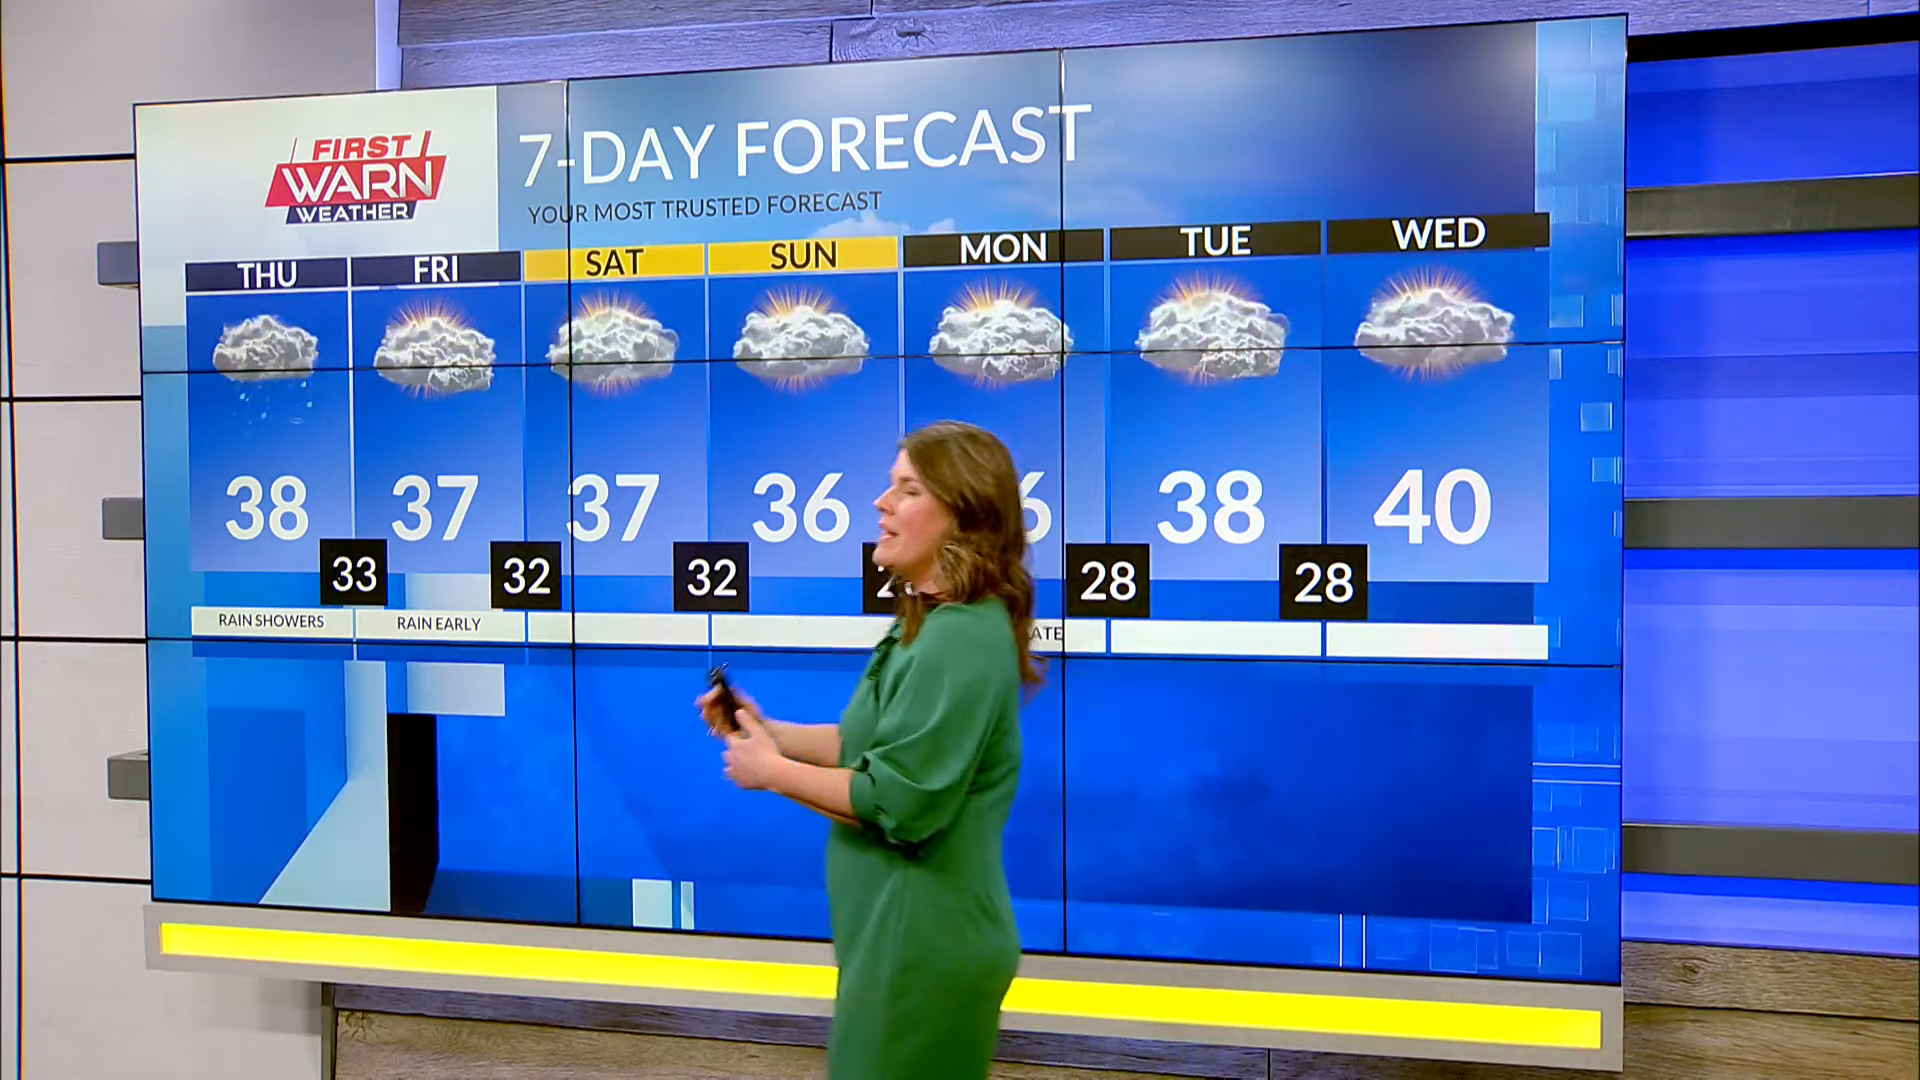 FIRST
WARN
WEATHER
7-DAY FORECAST
YOUR MOST TRUSTED FORECAST
THU FRI SAT SUN MON TUE WED
38 37 37 36 6 38 40
33 32 32 28 28
RAIN SHOWERS RAIN EARLY